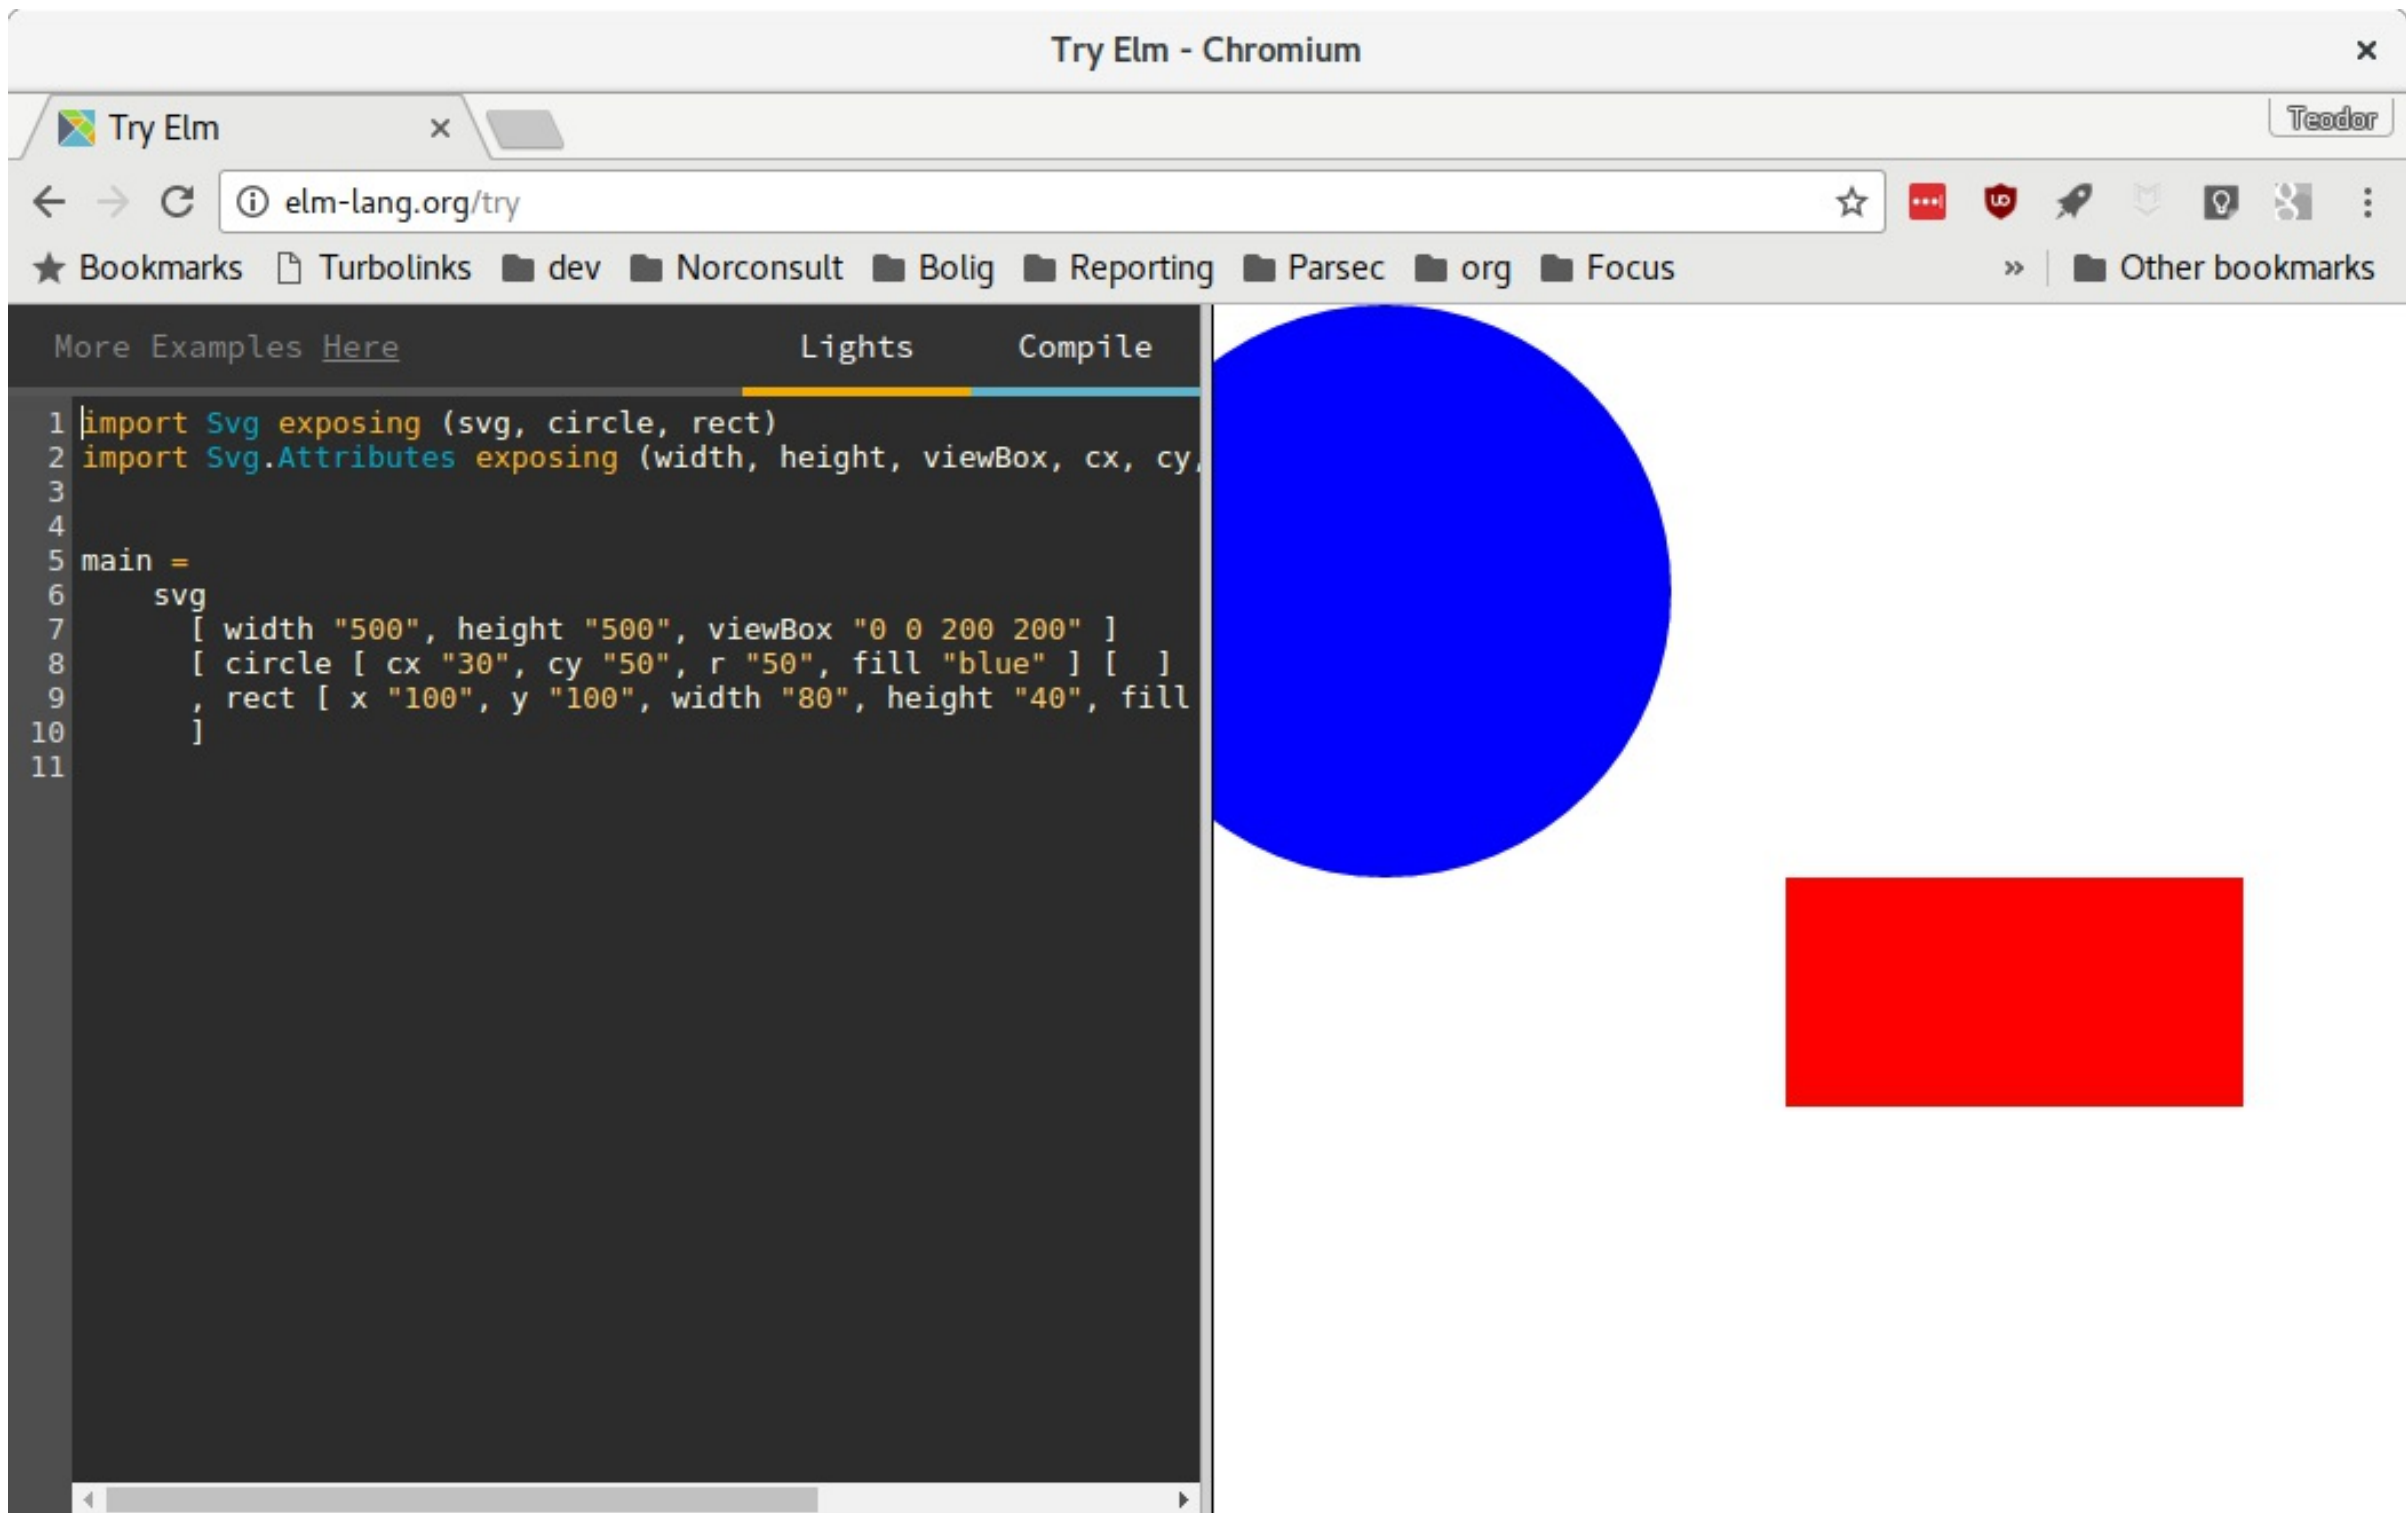 Try Elm - Chromium
Try Elm
Teodor
elm-lang.org/try
Bookmarks Turbolinks dev Norconsult Bolig Reporting Parsec org Focus » Other bookmarks
More Examples Here Lights Compile
1 import Svg exposing (svg, circle, rect)
2 import Svg.Attributes exposing (width, height, viewBox, cx, cy,
3
4
5 main =
6     svg
7       [ width "500", height "500", viewBox "0 0 200 200" ]
8       [ circle [ cx "30", cy "50", r "50", fill "blue" ] [  ]
9       , rect [ x "100", y "100", width "80", height "40", fill
10       ]
11